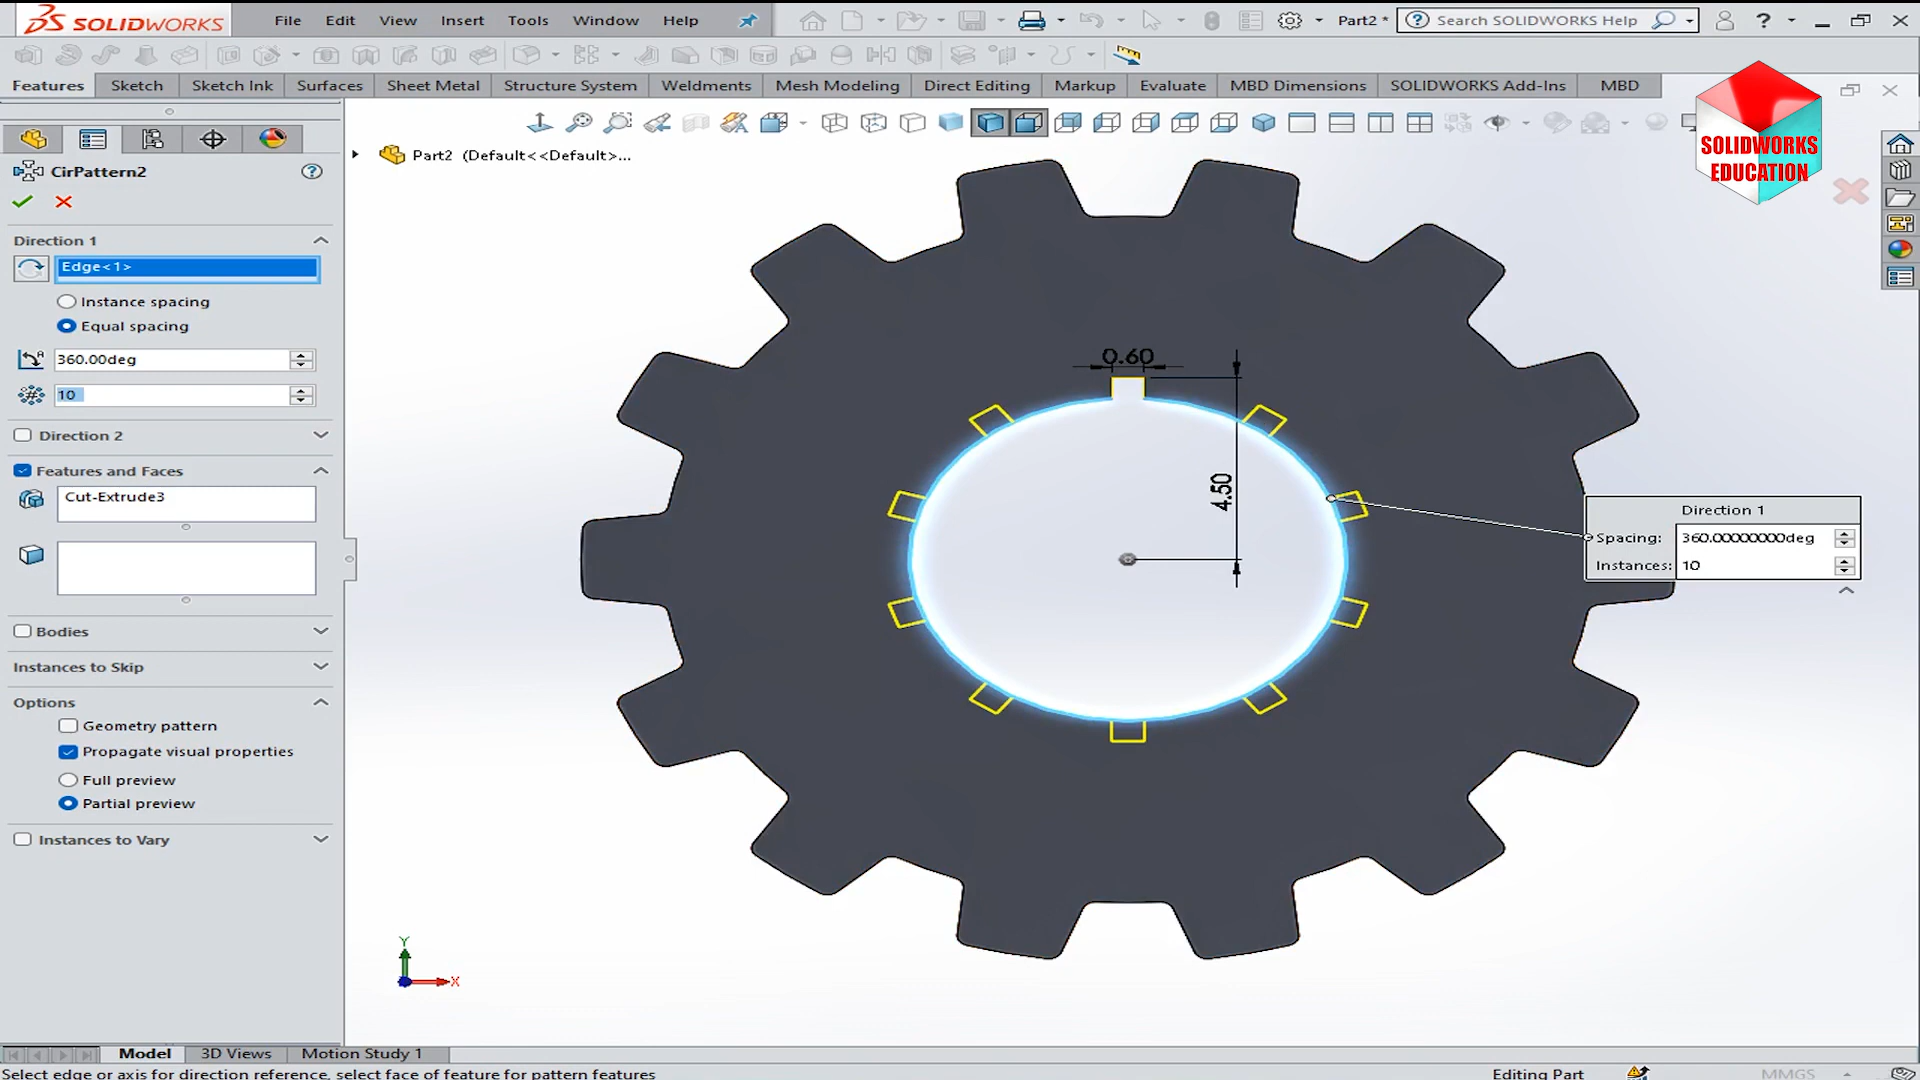 SOLIDWORKS File Edit View Insert Tools Window Help Part2 * Search SOLIDWORKS Help
Features Sketch Sketch Ink Surfaces Sheet Metal Structure System Weldments Mesh Modeling Direct Editing Markup Evaluate MBD Dimensions SOLIDWORKS Add-Ins MBD
SOLIDWORKS
EDUCATION
Part2 (Default<<Default>...
CirPattern2
Direction 1
Edge<1>
Instance spacing
Equal spacing
360.00deg
10
Direction 2
Features and Faces
Cut-Extrude3
Bodies
Instances to Skip
Options
Geometry pattern
Propagate visual properties
Full preview
Partial preview
Instances to Vary
0.60
4.50
Direction 1
Spacing: 360.00000000deg
Instances: 10
Y
X
Model 3D Views Motion Study 1
Select edge or axis for direction reference, select face of feature for pattern features Editing Part MMGS